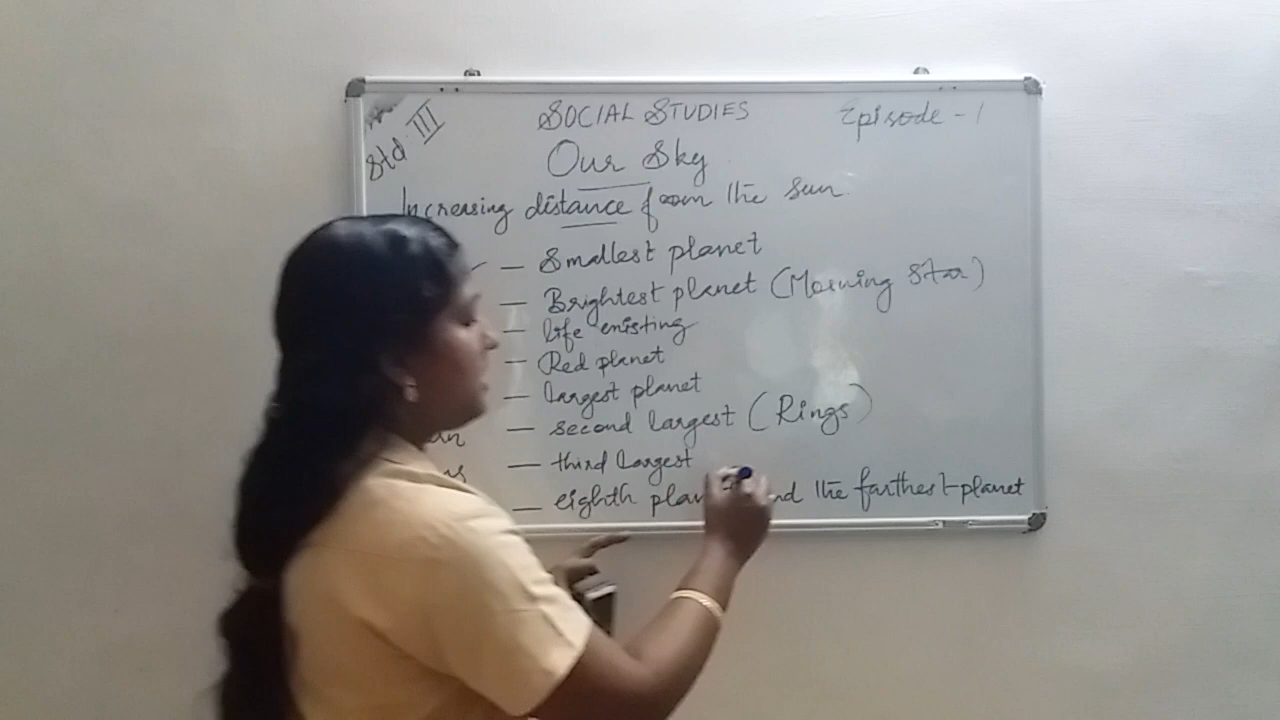 Std III
SOCIAL STUDIES
Episode - 1
Our Sky
Increasing distance from the sun
— Smallest planet
— Brightest planet (Morning Star)
— life existing
— Red planet
— largest planet
— second largest (Rings)
— third largest
— eighth the farthest planet